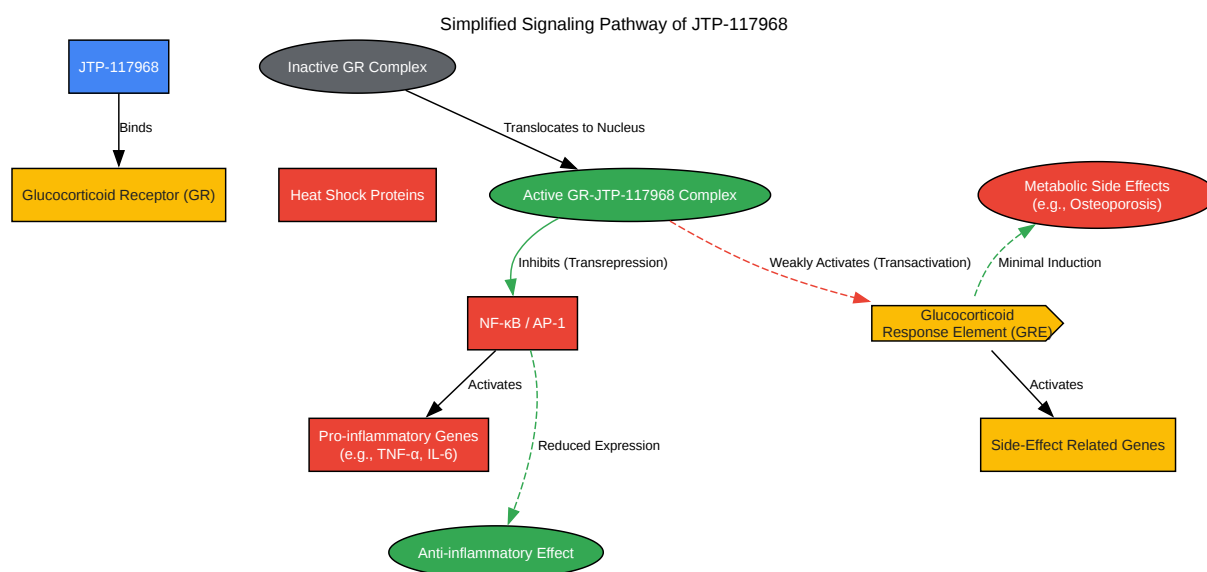 Simplified Signaling Pathway of JTP-117968
JTP-117968
Inactive GR Complex
Binds
Translocates to Nucleus
Glucocorticoid Receptor (GR)
Heat Shock Proteins
Active GR-JTP-117968 Complex
Metabolic Side Effects
(e.g., Osteoporosis)
Inhibits (Transrepression)
Weakly Activates (Transactivation)
Minimal Induction
NF-κB / AP-1
Glucocorticoid
Response Element (GRE)
Activates
Activates
Pro-inflammatory Genes
(e.g., TNF-α, IL-6)
Reduced Expression
Side-Effect Related Genes
Anti-inflammatory Effect